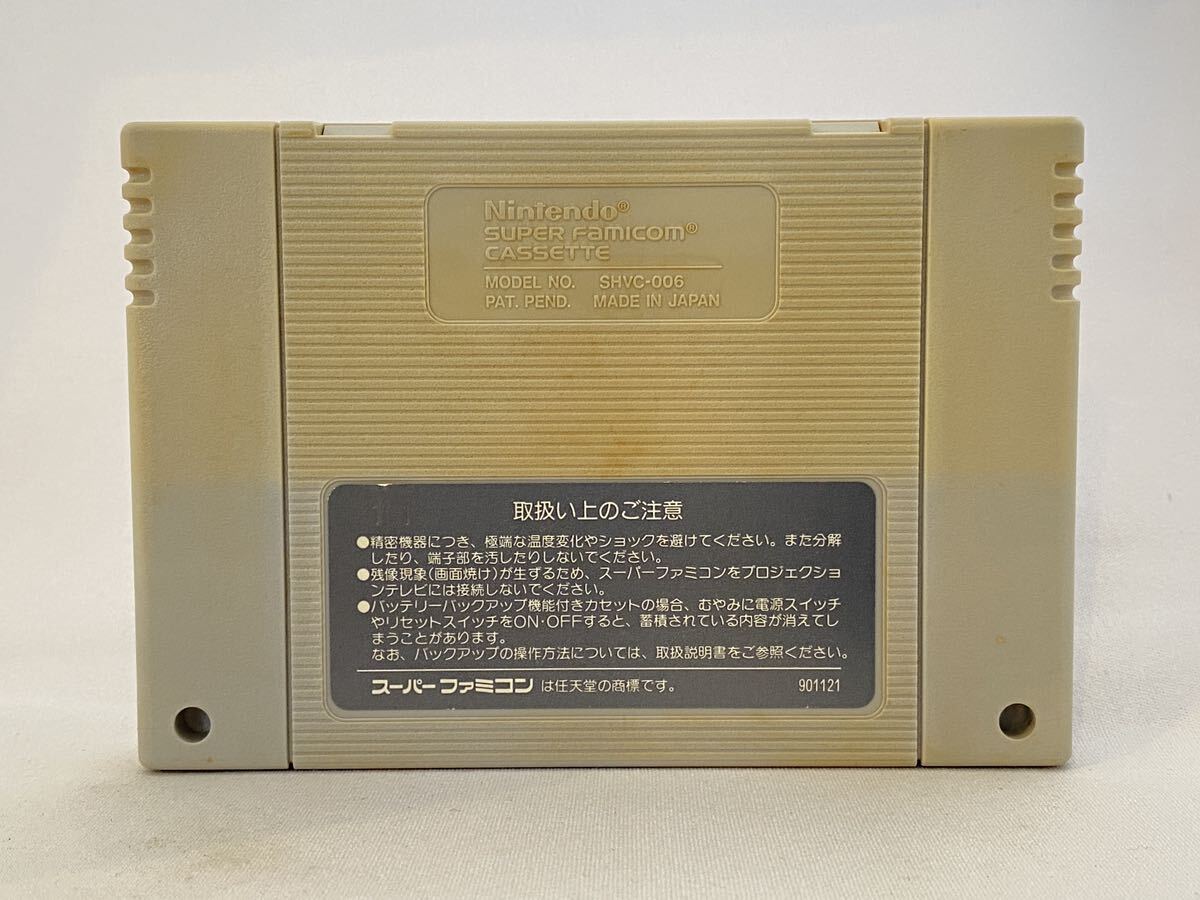 Nintendo®
SUPER FAMICOM®
CASSETTE
MODEL NO. SHVC-006
PAT. PEND. MADE IN JAPAN
取扱い上のご注意
●精密機器につき、極端な温度変化やショックを避けてください。また分解
したり、端子部を汚したりしないでください。
●残像現象(画面焼け)が生ずるため、スーパーファミコンをプロジェクショ
ンテレビには接続しないでください。
●バッテリーバックアップ機能付きカセットの場合、むやみに電源スイッチ
やリセットスイッチをON・OFFすると、蓄積されている内容が消えてし
まうことがあります。
なお、バックアップの操作方法については、取扱説明書をご参照ください。
スーパーファミコン は任天堂の商標です。 901121